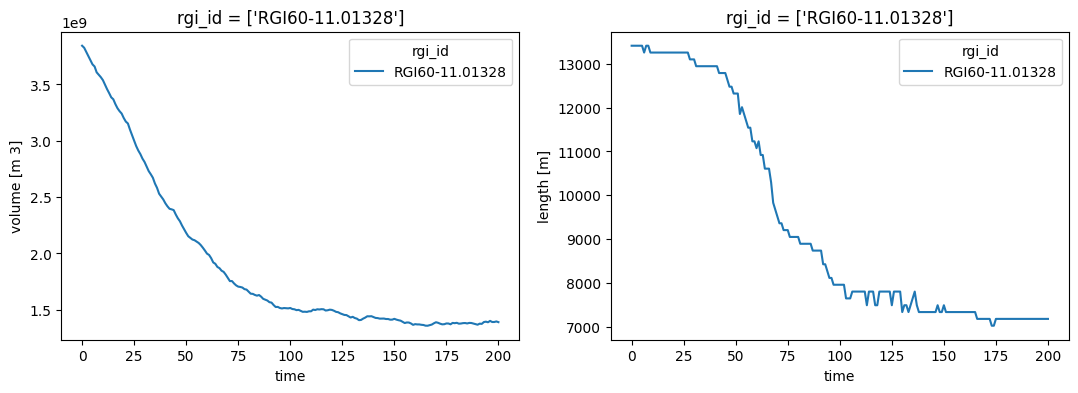 rgi_id = ['RGI60-11.01328']
1e9
rgi_id
RGI60-11.01328
3.5
3.0
2.5
2.0
1.5
volume [m 3]
0 25 50 75 100 125 150 175 200
time
rgi_id = ['RGI60-11.01328']
rgi_id
RGI60-11.01328
13000
12000
11000
10000
9000
8000
7000
length [m]
0 25 50 75 100 125 150 175 200
time